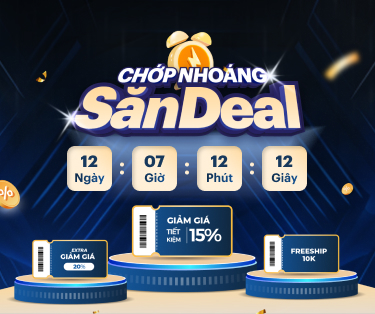 CHỚP NHOÁNG
SănDeal
12 07 12 12
Ngày Giờ Phút Giây
%
GIẢM GIÁ
TIẾT KIỆM 15%
EXTRA
GIẢM GIÁ
20%
FREESHIP
10K